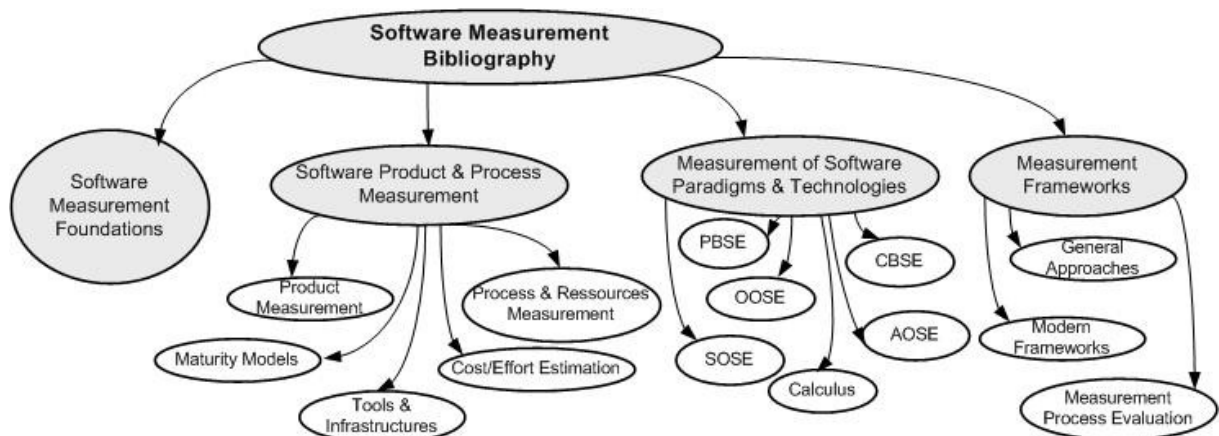 Software Measurement
Bibliography
Software
Measurement
Foundations
Software Product & Process
Measurement
Measurement of Software
Paradigms & Technologies
Measurement
Frameworks
Product
Measurement
Process & Ressources
Measurement
Maturity Models
Cost/Effort Estimation
Tools &
Infrastructures
PBSE
CBSE
OOSE
AOSE
SOSE
Calculus
General
Approaches
Modern
Frameworks
Measurement
Process Evaluation